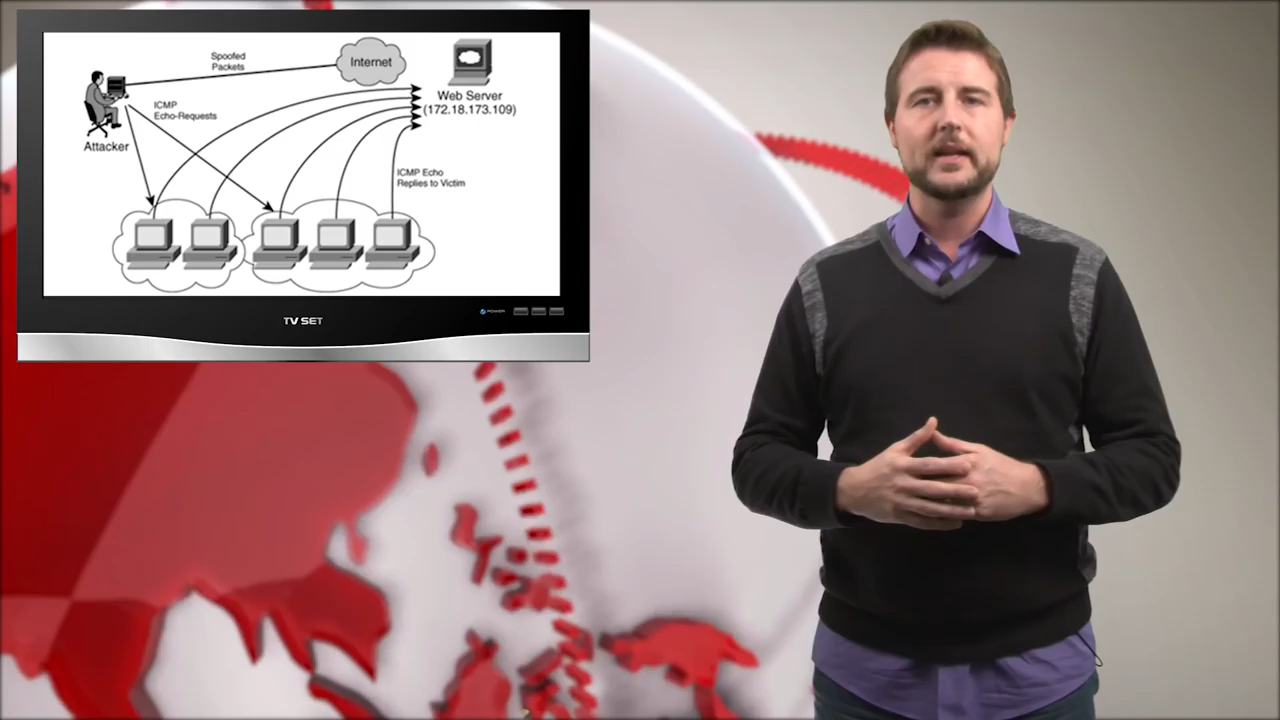 Spoofed
Packets
Internet
ICMP
Echo-Requests
Web Server
(172.18.173.109)
Attacker
ICMP Echo
Replies to Victim
TV SET
POWER